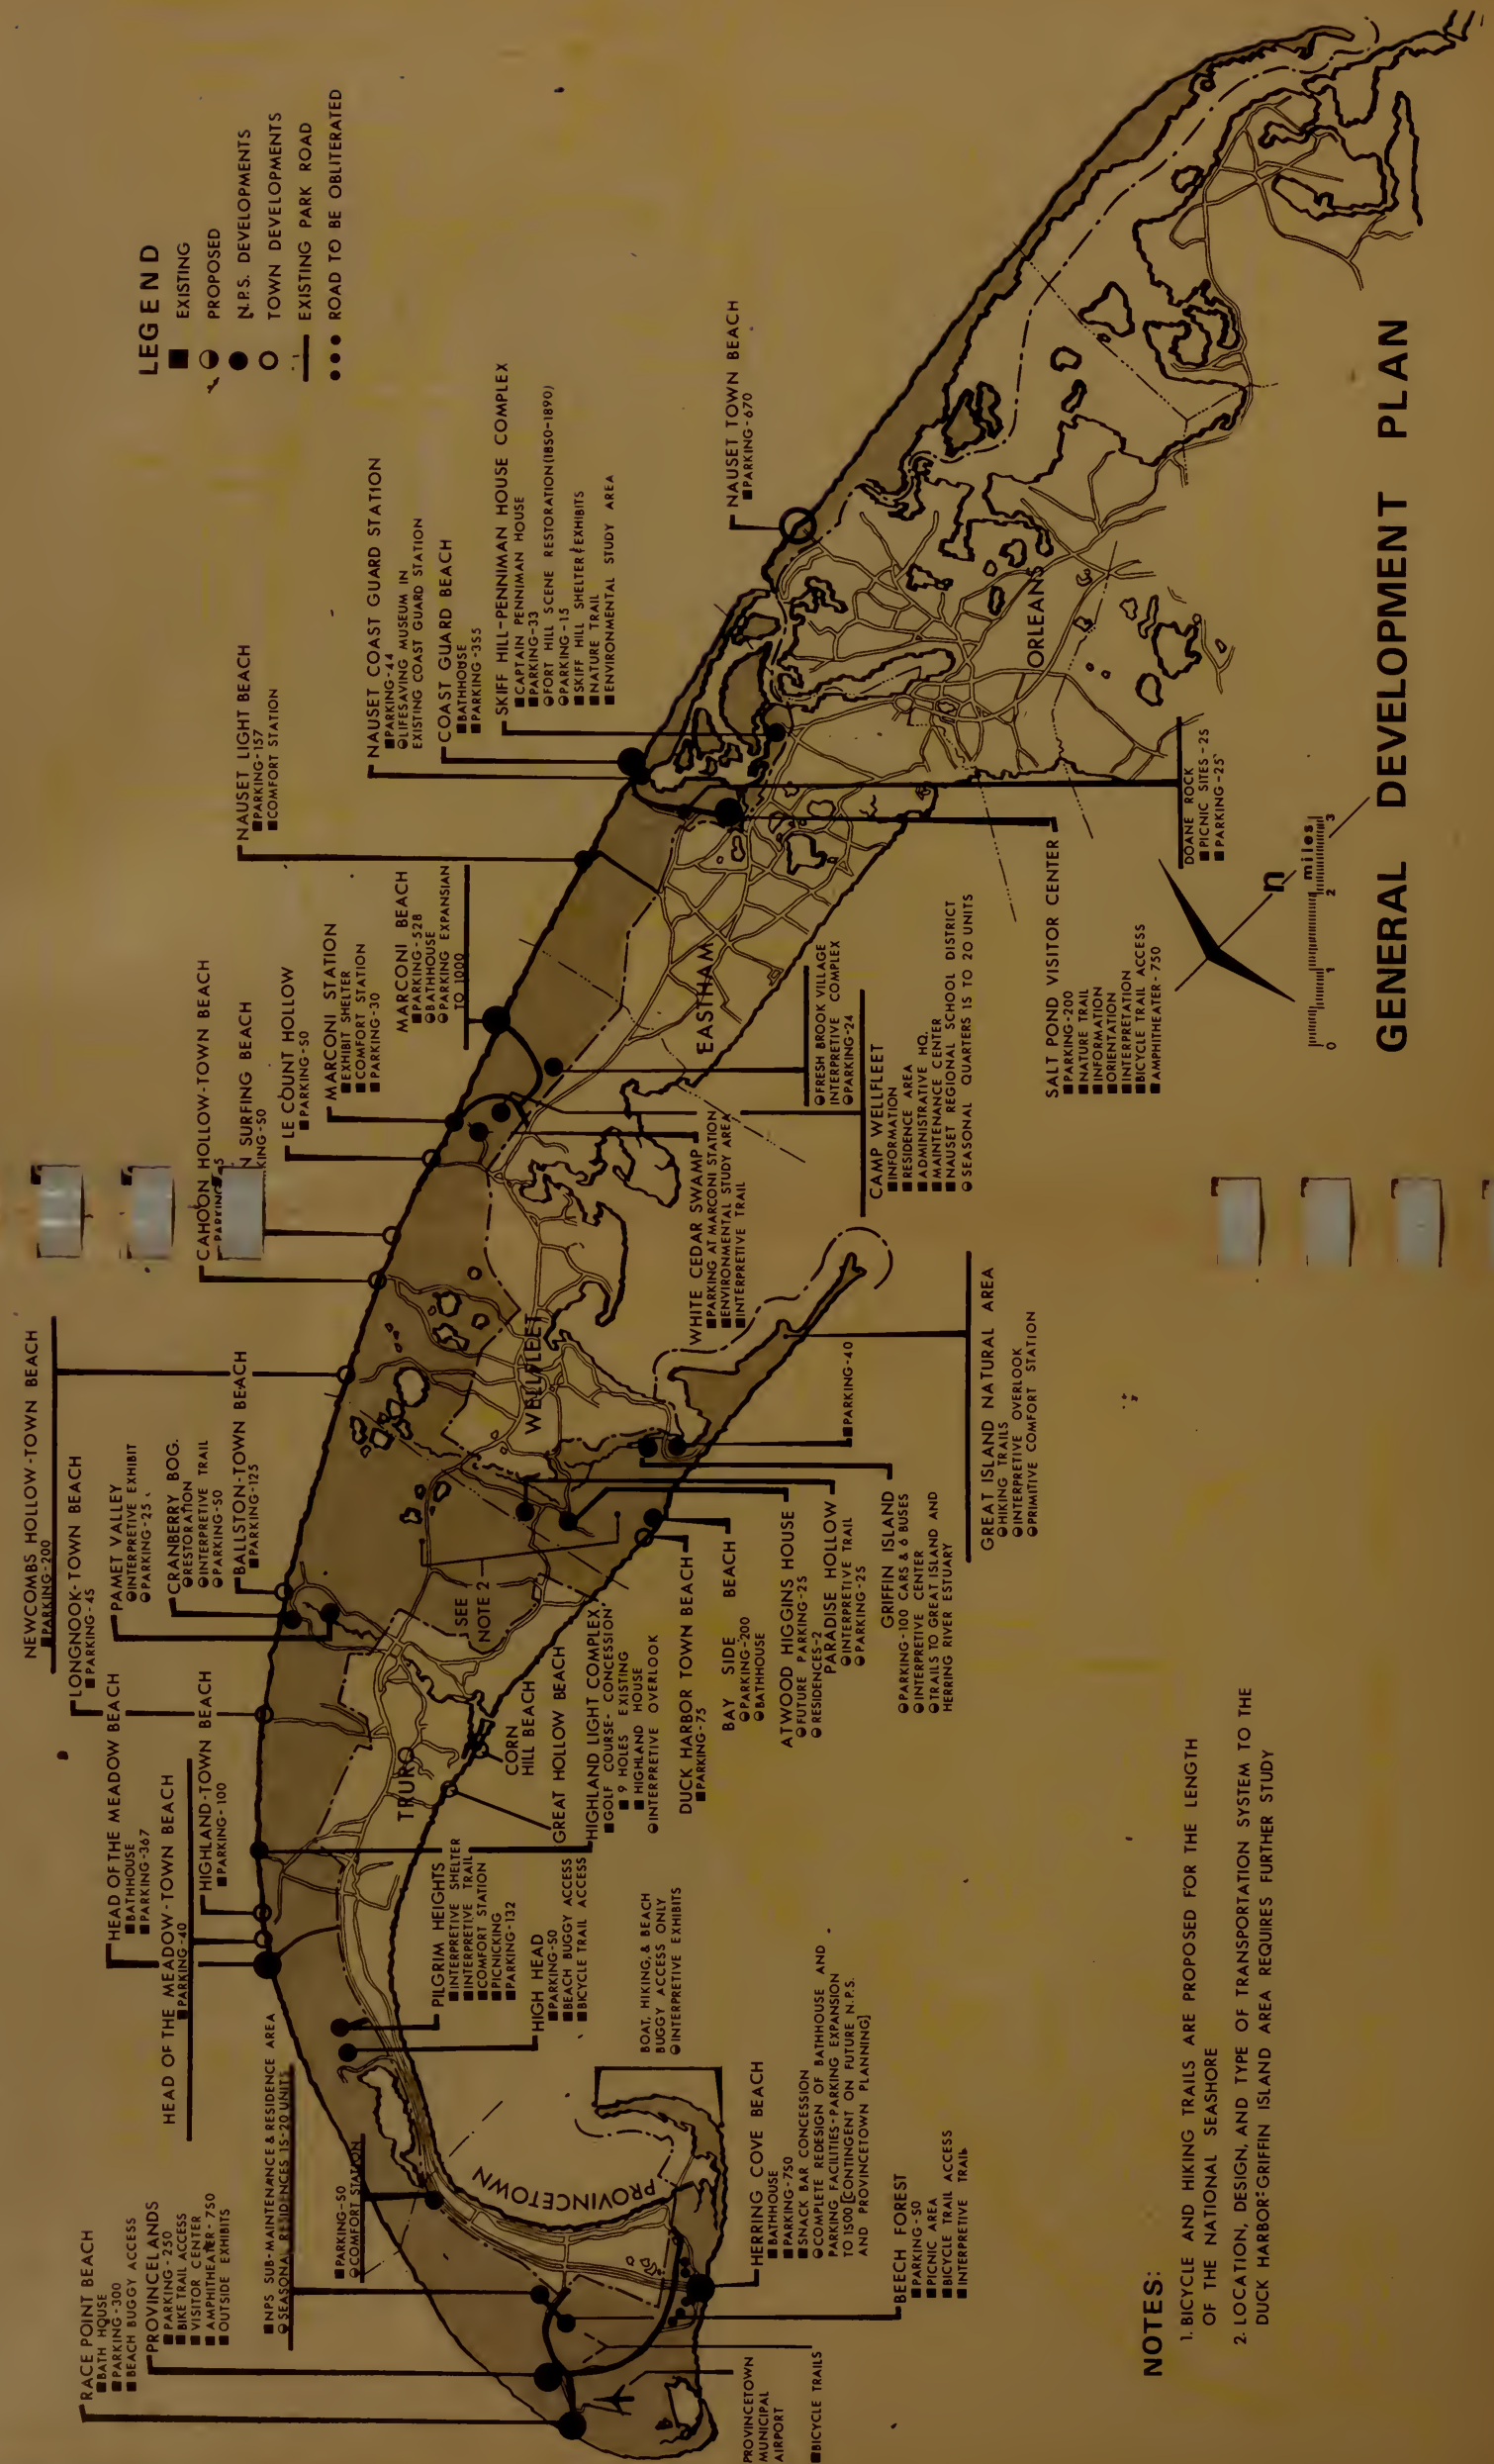 LEGEND
EXISTING
PROPOSED
N.P.S. DEVELOPMENTS
TOWN DEVELOPMENTS
EXISTING PARK ROAD
ROAD TO BE OBLITERATED
RACE POINT BEACH
BATH HOUSE
PARKING-300
BEACH BUGGY ACCESS
PROVINCELANDS
PARKING-250
BIKE TRAIL ACCESS
VISITOR CENTER
AMPHITHEATER-750
OUTSIDE EXHIBITS
NPS SUB-MAINTENANCE & RESIDENCE AREA
SEASONAL RESIDENCES 15-20 UNITS
PARKING-50
COMFORT STATION
HEAD OF THE MEADOW BEACH
BATHHOUSE
PARKING-367
HEAD OF THE MEADOW-TOWN BEACH
PARKING-40
HIGHLAND-TOWN BEACH
PARKING-100
NEWCOMBS HOLLOW-TOWN BEACH
PARKING-200
LONGNOOK-TOWN BEACH
PARKING-45
PAMET VALLEY
INTERPRETIVE EXHIBIT
PARKING-25
CRANBERRY BOG.
RESTORATION
INTERPRETIVE TRAIL
PARKING-50
BALLSTON-TOWN BEACH
PARKING-125
CAHOON HOLLOW-TOWN BEACH
PARKING
N SURFING BEACH
KING-50
LE COUNT HOLLOW
PARKING-50
MARCONI STATION
EXHIBIT SHELTER
COMFORT STATION
PARKING-30
MARCONI BEACH
PARKING-528
BATHHOUSE
PARKING EXPANSIAN
TO 1000
NAUSET LIGHT BEACH
PARKING-157
COMFORT STATION
NAUSET COAST GUARD STATION
PARKING-44
LIFESAVING MUSEUM IN
EXISTING COAST GUARD STATION
COAST GUARD BEACH
BATHHOUSE
PARKING-355
SKIFF HILL-PENNIMAN HOUSE COMPLEX
CAPTAIN PENNIMAN HOUSE
PARKING-33
FORT HILL SCENE RESTORATION (1850-1890)
PARKING-15
SKIFF HILL SHELTER & EXHIBITS
NATURE TRAIL
ENVIRONMENTAL STUDY AREA
NAUSET TOWN BEACH
PARKING-670
PROVINCETOWN
TRURO
WELLFLEET
EASTHAM
ORLEANS
SEE
NOTE 2
PILGRIM HEIGHTS
INTERPRETIVE SHELTER
INTERPRETIVE TRAIL
COMFORT STATION
PICNICKING
PARKING-132
HIGH HEAD
PARKING-50
BEACH BUGGY ACCESS
BICYCLE TRAIL ACCESS
BOAT, HIKING, & BEACH
BUGGY ACCESS ONLY
INTERPRETIVE EXHIBITS
HERRING COVE BEACH
BATHHOUSE
PARKING-750
SNACK BAR CONCESSION
COMPLETE REDESIGN OF BATHHOUSE AND
PARKING FACILITIES-PARKING EXPANSION
TO 1500 [CONTINGENT ON FUTURE N.P.S.
AND PROVINCETOWN PLANNING]
BEECH FOREST
PARKING-50
PICNIC AREA
BICYCLE TRAIL ACCESS
INTERPRETIVE TRAIL
PROVINCETOWN
MUNICIPAL
AIRPORT
BICYCLE TRAILS
CORN
HILL BEACH
GREAT HOLLOW BEACH
HIGHLAND LIGHT COMPLEX
GOLF COURSE-CONCESSION
9 HOLES EXISTING
HIGHLAND HOUSE
INTERPRETIVE OVERLOOK
DUCK HARBOR TOWN BEACH
PARKING-75
BAY SIDE BEACH
PARKING-200
BATHHOUSE
ATWOOD HIGGINS HOUSE
FUTURE PARKING-25
RESIDENCES-2
PARADISE HOLLOW
INTERPRETIVE TRAIL
PARKING-25
GRIFFIN ISLAND
PARKING-100 CARS & 6 BUSES
INTERPRETIVE CENTER
TRAILS TO GREAT ISLAND AND
HERRING RIVER ESTUARY
PARKING-40
GREAT ISLAND NATURAL AREA
HIKING TRAILS
INTERPRETIVE OVERLOOK
PRIMITIVE COMFORT STATION
WHITE CEDAR SWAMP
PARKING AT MARCONI STATION
ENVIRONMENTAL STUDY AREA
INTERPRETIVE TRAIL
FRESH BROOK VILLAGE
INTERPRETIVE COMPLEX
PARKING-24
CAMP WELLFLEET
INFORMATION
RESIDENCE AREA
ADMINISTRATIVE HQ.
MAINTENANCE CENTER
NAUSET REGIONAL SCHOOL DISTRICT
SEASONAL QUARTERS 15 TO 20 UNITS
SALT POND VISITOR CENTER
PARKING-200
NATURE TRAIL
INFORMATION
ORIENTATION
INTERPRETATION
BICYCLE TRAIL ACCESS
AMPHITHEATER-750
DOANE ROCK
PICNIC SITES-25
PARKING-25
n
miles
0 1 2 3
GENERAL DEVELOPMENT PLAN
NOTES:
1. BICYCLE AND HIKING TRAILS ARE PROPOSED FOR THE LENGTH
OF THE NATIONAL SEASHORE
2. LOCATION, DESIGN, AND TYPE OF TRANSPORTATION SYSTEM TO THE
DUCK HARBOR-GRIFFIN ISLAND AREA REQUIRES FURTHER STUDY